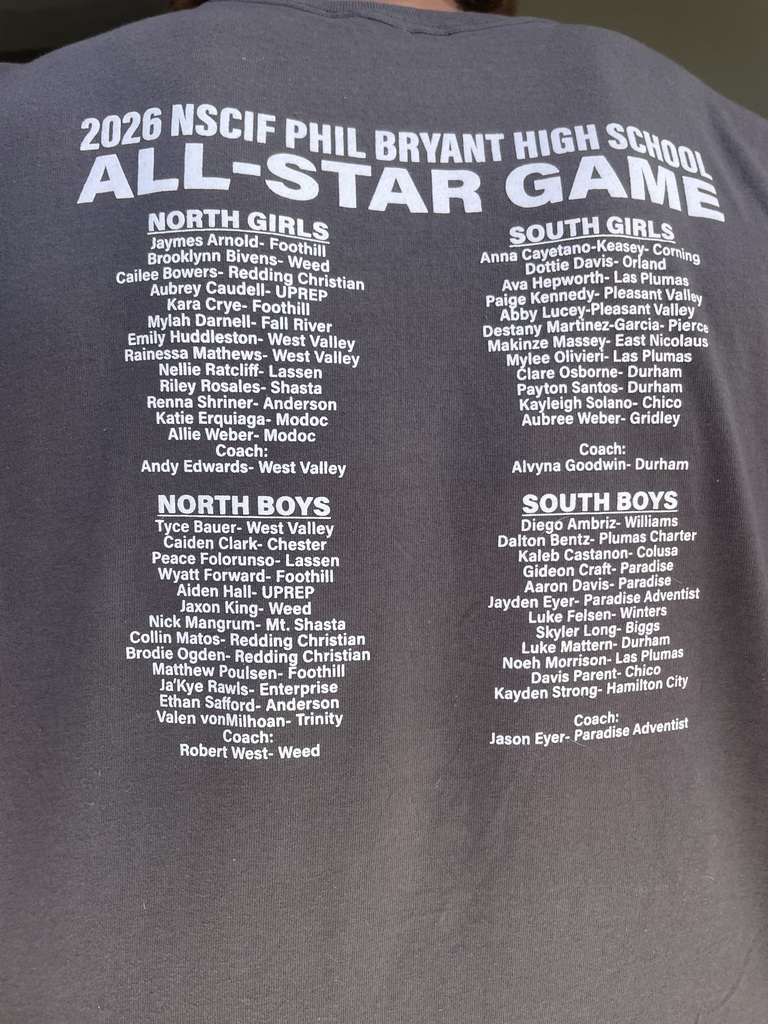 2026 NSCIF PHIL BRYANT HIGH SCHOOL
ALL-STAR GAME
NORTH GIRLS
Jaymes Arnold- Foothill
Brooklynn Bivens- Weed
Cailee Bowers- Redding Christian
Aubrey Caudell- UPREP
Kara Crye- Foothill
Mylah Darnell- Fall River
Emily Huddleston- West Valley
Rainessa Mathews- West Valley
Nellie Ratcliff- Lassen
Riley Rosales- Shasta
Renna Shriner- Anderson
Katie Erquiaga- Modoc
Allie Weber- Modoc
Coach:
Andy Edwards- West Valley
SOUTH GIRLS
Anna Cayetano-Keasey- Corning
Dottie Davis- Orland
Ava Hepworth- Las Plumas
Paige Kennedy- Pleasant Valley
Abby Lucey-Pleasant Valley
Destany Martinez-Garcia- Pierce
Makinze Massey- East Nicolaus
Mylee Olivieri- Las Plumas
Clare Osborne- Durham
Payton Santos- Durham
Kayleigh Solano- Chico
Aubree Weber- Gridley
Coach:
Alvyna Goodwin- Durham
NORTH BOYS
Tyce Bauer- West Valley
Caiden Clark- Chester
Peace Folorunso- Lassen
Wyatt Forward- Foothill
Aiden Hall- UPREP
Jaxon King- Weed
Nick Mangrum- Mt. Shasta
Collin Matos- Redding Christian
Brodie Ogden- Redding Christian
Matthew Poulsen- Foothill
Ja'Kye Rawls- Enterprise
Ethan Safford- Anderson
Valen vonMilhoan- Trinity
Coach:
Robert West- Weed
SOUTH BOYS
Diego Ambriz- Williams
Dalton Bentz- Plumas Charter
Kaleb Castanon- Colusa
Gideon Craft- Paradise
Aaron Davis- Paradise
Jayden Eyer- Paradise Adventist
Luke Felsen- Winters
Skyler Long- Biggs
Luke Mattern- Durham
Noeh Morrison- Las Plumas
Davis Parent- Chico
Kayden Strong- Hamilton City
Coach:
Jason Eyer- Paradise Adventist